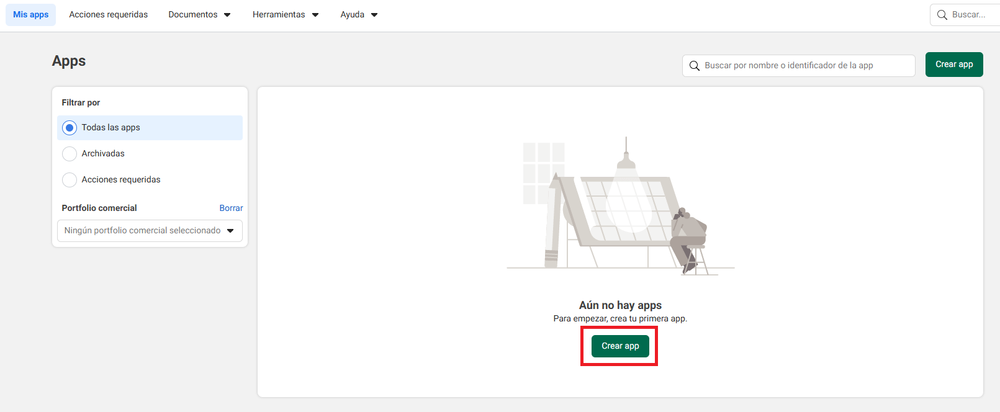 Mis apps Acciones requeridas Documentos Herramientas Ayuda Buscar...
Apps
Buscar por nombre o identificador de la app
Crear app
Filtrar por
Todas las apps
Archivadas
Acciones requeridas
Portfolio comercial Borrar
Ningún portfolio comercial seleccionado
Aún no hay apps
Para empezar, crea tu primera app.
Crear app